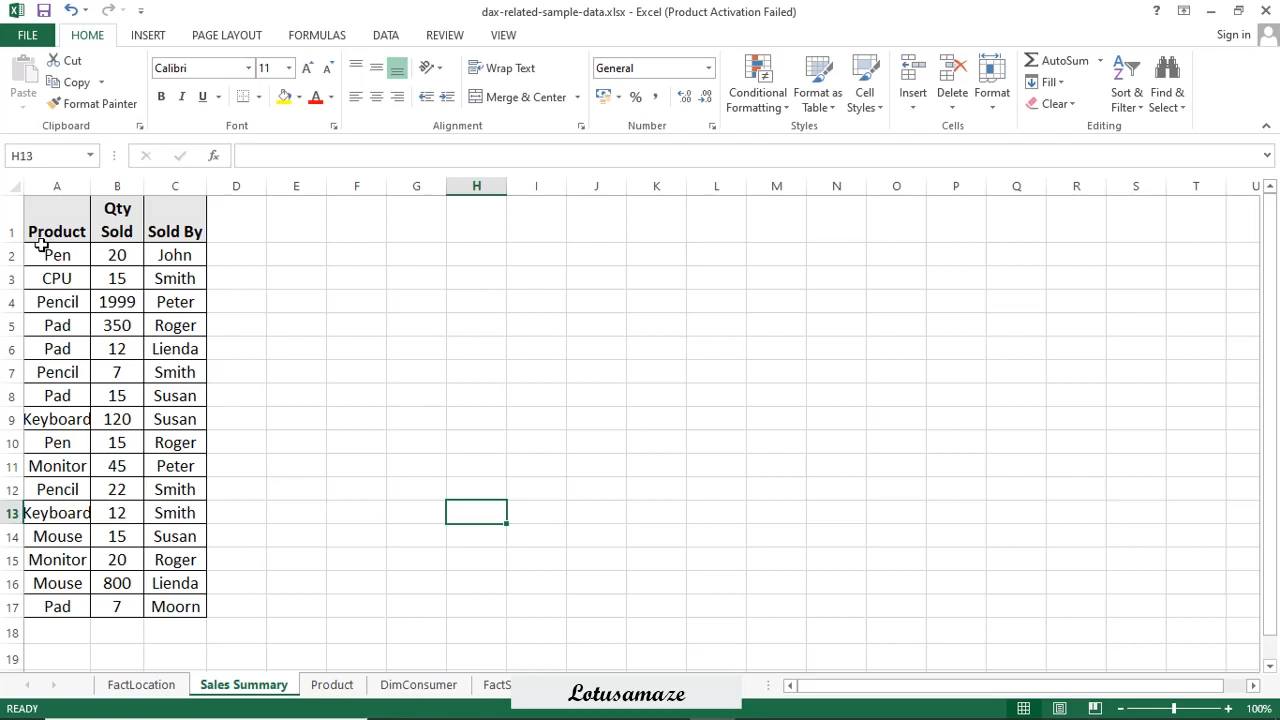 dax-related-sample-data.xlsx - Excel (Product Activation Failed)
FILE HOME INSERT PAGE LAYOUT FORMULAS DATA REVIEW VIEW Sign in
Paste Cut Copy Format Painter Clipboard
Calibri 11 B I U A A A Font
Wrap Text Merge & Center Alignment
General % , Number
Conditional Formatting Format as Table Cell Styles Styles
Insert Delete Format Cells
AutoSum Fill Clear Sort & Filter Find & Select Editing
H13 fx
A B C D E F G H I J K L M N O P Q R S T U
1 Product Qty Sold Sold By
2 Pen 20 John
3 CPU 15 Smith
4 Pencil 1999 Peter
5 Pad 350 Roger
6 Pad 12 Lienda
7 Pencil 7 Smith
8 Pad 15 Susan
9 Keyboard 120 Susan
10 Pen 15 Roger
11 Monitor 45 Peter
12 Pencil 22 Smith
13 Keyboard 12 Smith
14 Mouse 15 Susan
15 Monitor 20 Roger
16 Mouse 800 Lienda
17 Pad 7 Moorn
18
19
FactLocation Sales Summary Product DimConsumer FactS
Lotusamaze
READY 100%